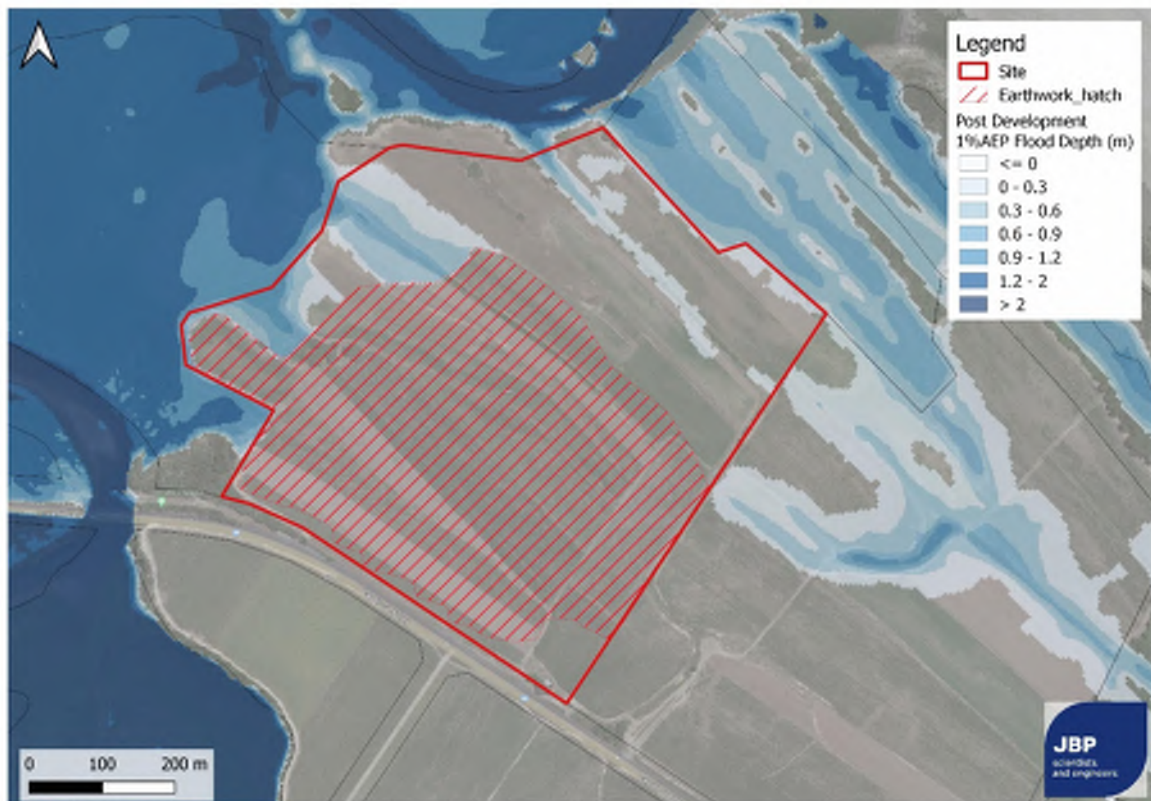 Legend
Site
Earthwork_hatch
Post Development
1%AEP Flood Depth (m)
<= 0
0 - 0.3
0.3 - 0.6
0.6 - 0.9
0.9 - 1.2
1.2 - 2
> 2
0 100 200 m
JBP
scientists
and engineers